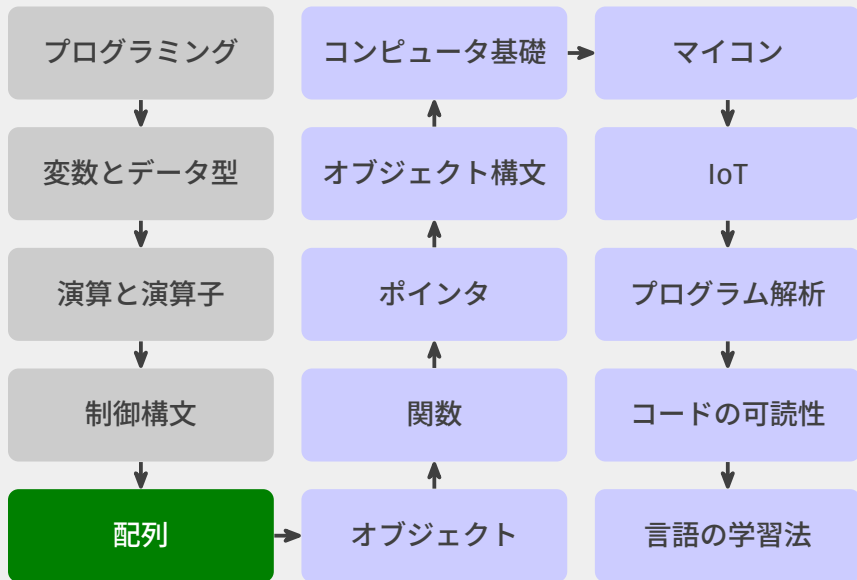 プログラミング
変数とデータ型
演算と演算子
制御構文
配列
オブジェクト
関数
ポインタ
オブジェクト構文
コンピュータ基礎
マイコン
IoT
プログラム解析
コードの可読性
言語の学習法